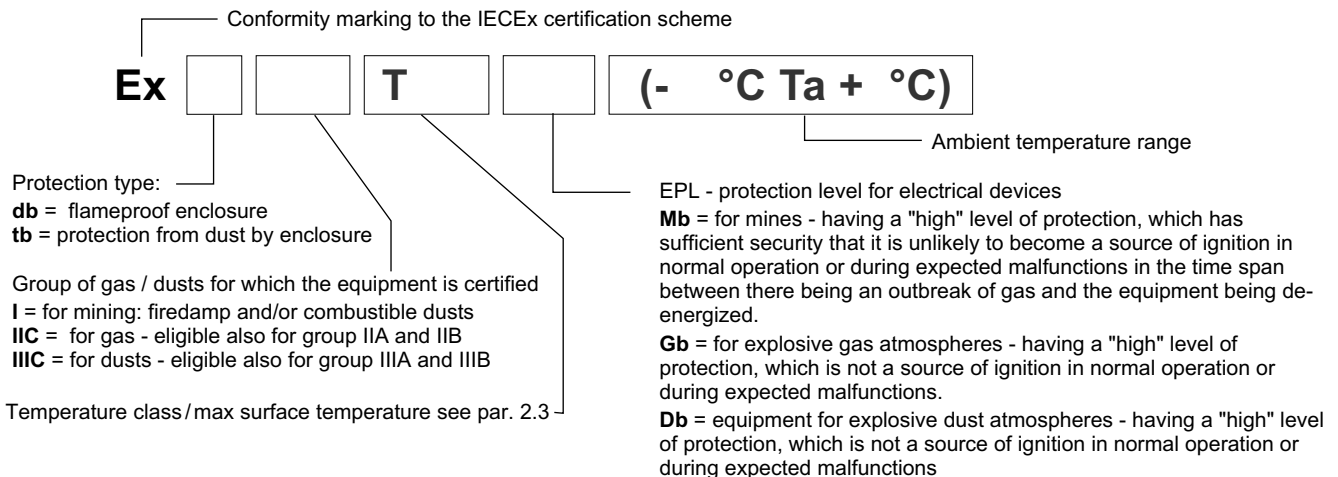 Conformity marking to the IECEx certification scheme
Ex T (- °C Ta + °C)
Ambient temperature range
Protection type:
db = flameproof enclosure
tb = protection from dust by enclosure
Group of gas / dusts for which the equipment is certified
I = for mining: firedamp and/or combustible dusts
IIC = for gas - eligible also for group IIA and IIB
IIIC = for dusts - eligible also for group IIIA and IIIB
Temperature class/max surface temperature see par. 2.3
EPL - protection level for electrical devices
Mb = for mines - having a "high" level of protection, which has
sufficient security that it is unlikely to become a source of ignition in
normal operation or during expected malfunctions in the time span
between there being an outbreak of gas and the equipment being de-
energized.
Gb = for explosive gas atmospheres - having a "high" level of
protection, which is not a source of ignition in normal operation or
during expected malfunctions.
Db = equipment for explosive dust atmospheres - having a "high" level
of protection, which is not a source of ignition in normal operation or
during expected malfunctions